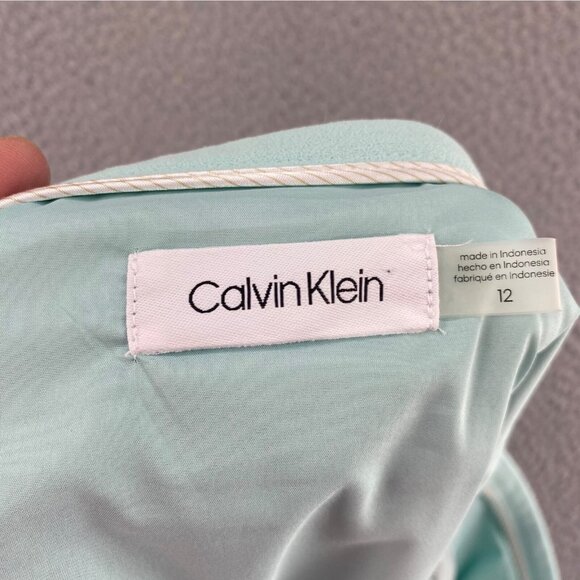 Calvin Klein
made in Indonesia
hecho en Indonesia
fabriqué en Indonesie
12